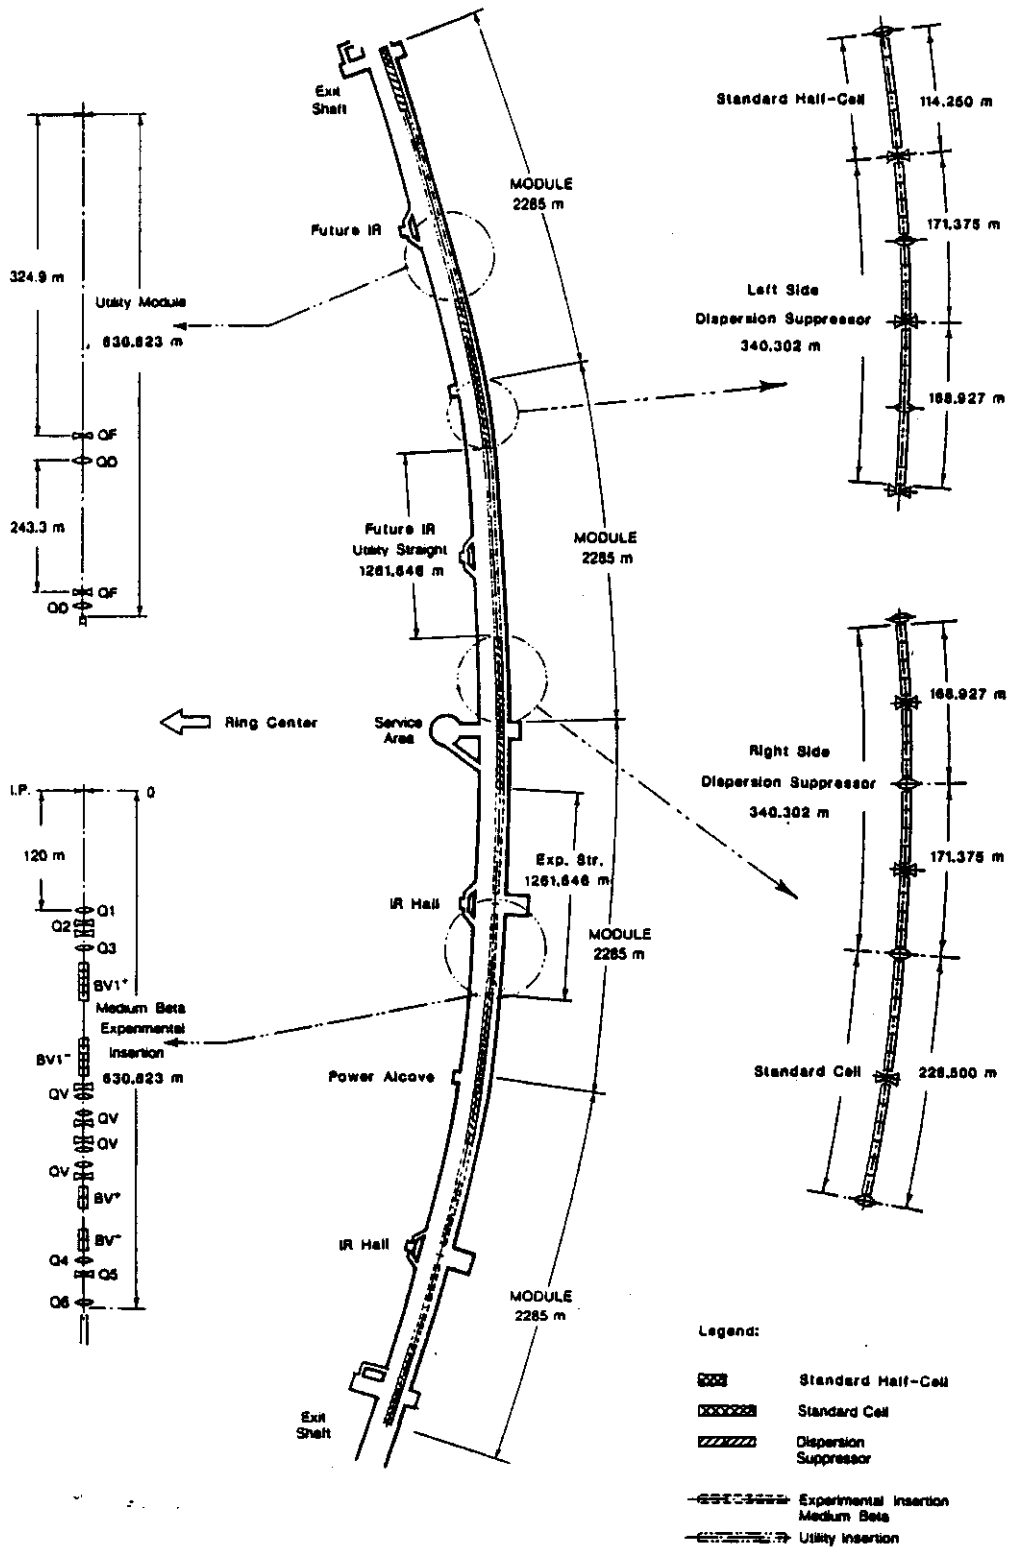 Exit
Shaft
MODULE
2285 m
Future IR
324.9 m
Utility Module
630.823 m
QF
QD
243.3 m
QF
QD
Future IR
Utility Straight
1261.646 m
MODULE
2285 m
Ring Center
Service
Area
I.P.
0
120 m
Q1
Q2
Q3
BV1+
Medium Beta
Experimental
Insertion
630.823 m
BV1-
QV
QV
QV
QV
BV+
BV-
Q4
Q5
Q6
Exp. Str.
1261.646 m
IR Hall
MODULE
2285 m
Power Alcove
IR Hall
MODULE
2285 m
Exit
Shaft
Standard Half-Cell
114.250 m
171.375 m
Left Side
Dispersion Suppressor
340.302 m
168.927 m
168.927 m
Right Side
Dispersion Suppressor
340.302 m
171.375 m
Standard Cell
228.500 m
Legend:
Standard Half-Cell
Standard Cell
Dispersion
Suppressor
Experimental Insertion
Medium Beta
Utility Insertion